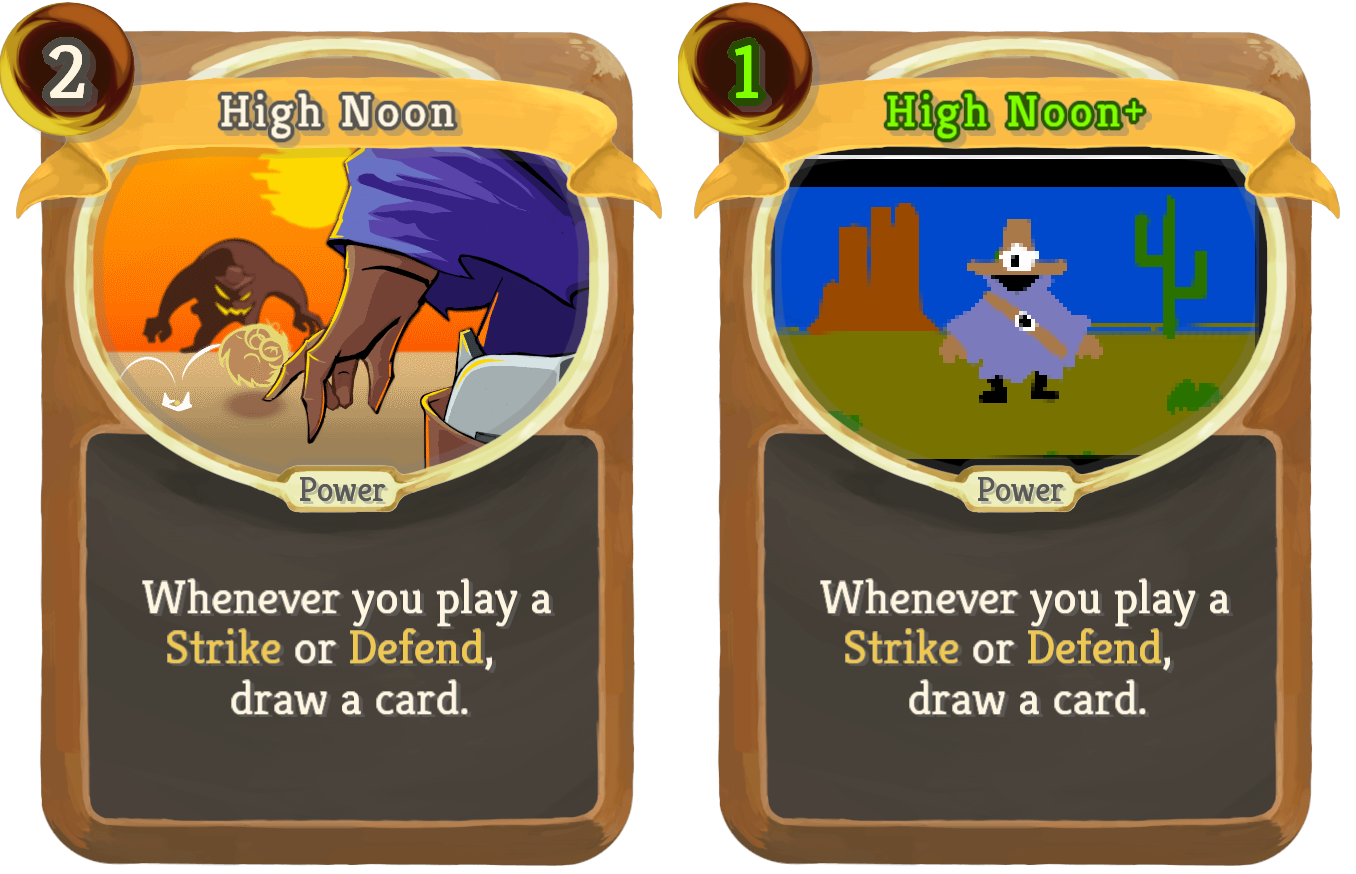 2
High Noon
Power
Whenever you play a
Strike or Defend,
draw a card.
1
High Noon+
Power
Whenever you play a
Strike or Defend,
draw a card.